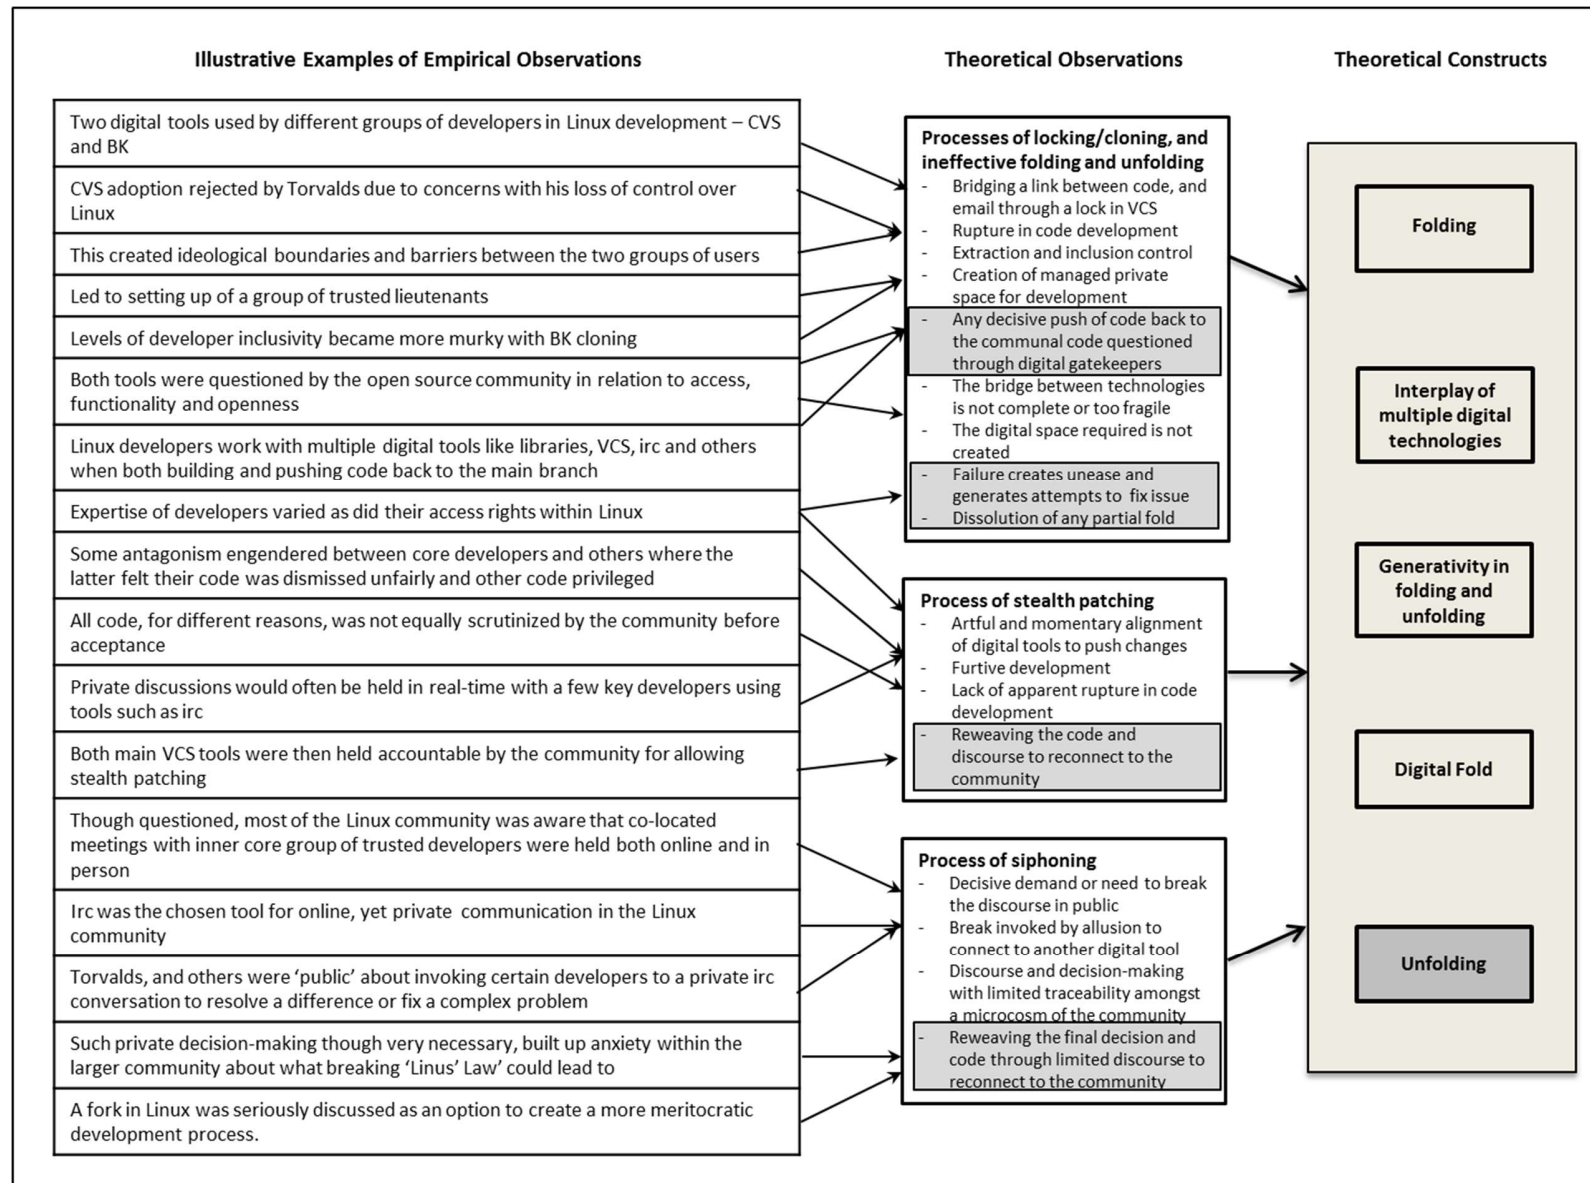 Illustrative Examples of Empirical Observations
Two digital tools used by different groups of developers in Linux development – CVS
and BK
CVS adoption rejected by Torvalds due to concerns with his loss of control over
Linux
This created ideological boundaries and barriers between the two groups of users
Led to setting up of a group of trusted lieutenants
Levels of developer inclusivity became more murky with BK cloning
Both tools were questioned by the open source community in relation to access,
functionality and openness
Linux developers work with multiple digital tools like libraries, VCS, irc and others
when both building and pushing code back to the main branch
Expertise of developers varied as did their access rights within Linux
Some antagonism engendered between core developers and others where the
latter felt their code was dismissed unfairly and other code privileged
All code, for different reasons, was not equally scrutinized by the community before
acceptance
Private discussions would often be held in real-time with a few key developers using
tools such as irc
Both main VCS tools were then held accountable by the community for allowing
stealth patching
Though questioned, most of the Linux community was aware that co-located
meetings with inner core group of trusted developers were held both online and in
person
Irc was the chosen tool for online, yet private communication in the Linux
community
Torvalds, and others were ‘public’ about invoking certain developers to a private irc
conversation to resolve a difference or fix a complex problem
Such private decision-making though very necessary, built up anxiety within the
larger community about what breaking ‘Linus’ Law’ could lead to
A fork in Linux was seriously discussed as an option to create a more meritocratic
development process.
Theoretical Observations
Processes of locking/cloning, and
ineffective folding and unfolding
- Bridging a link between code, and
email through a lock in VCS
- Rupture in code development
- Extraction and inclusion control
- Creation of managed private
space for development
- Any decisive push of code back to
the communal code questioned
through digital gatekeepers
- The bridge between technologies
is not complete or too fragile
- The digital space required is not
created
- Failure creates unease and
generates attempts to fix issue
- Dissolution of any partial fold
Process of stealth patching
- Artful and momentary alignment
of digital tools to push changes
- Furtive development
- Lack of apparent rupture in code
development
- Reweaving the code and
discourse to reconnect to the
community
Process of siphoning
- Decisive demand or need to break
the discourse in public
- Break invoked by allusion to
connect to another digital tool
- Discourse and decision-making
with limited traceability amongst
a microcosm of the community
- Reweaving the final decision and
code through limited discourse to
reconnect to the community
Theoretical Constructs
Folding
Interplay of
multiple digital
technologies
Generativity in
folding and
unfolding
Digital Fold
Unfolding